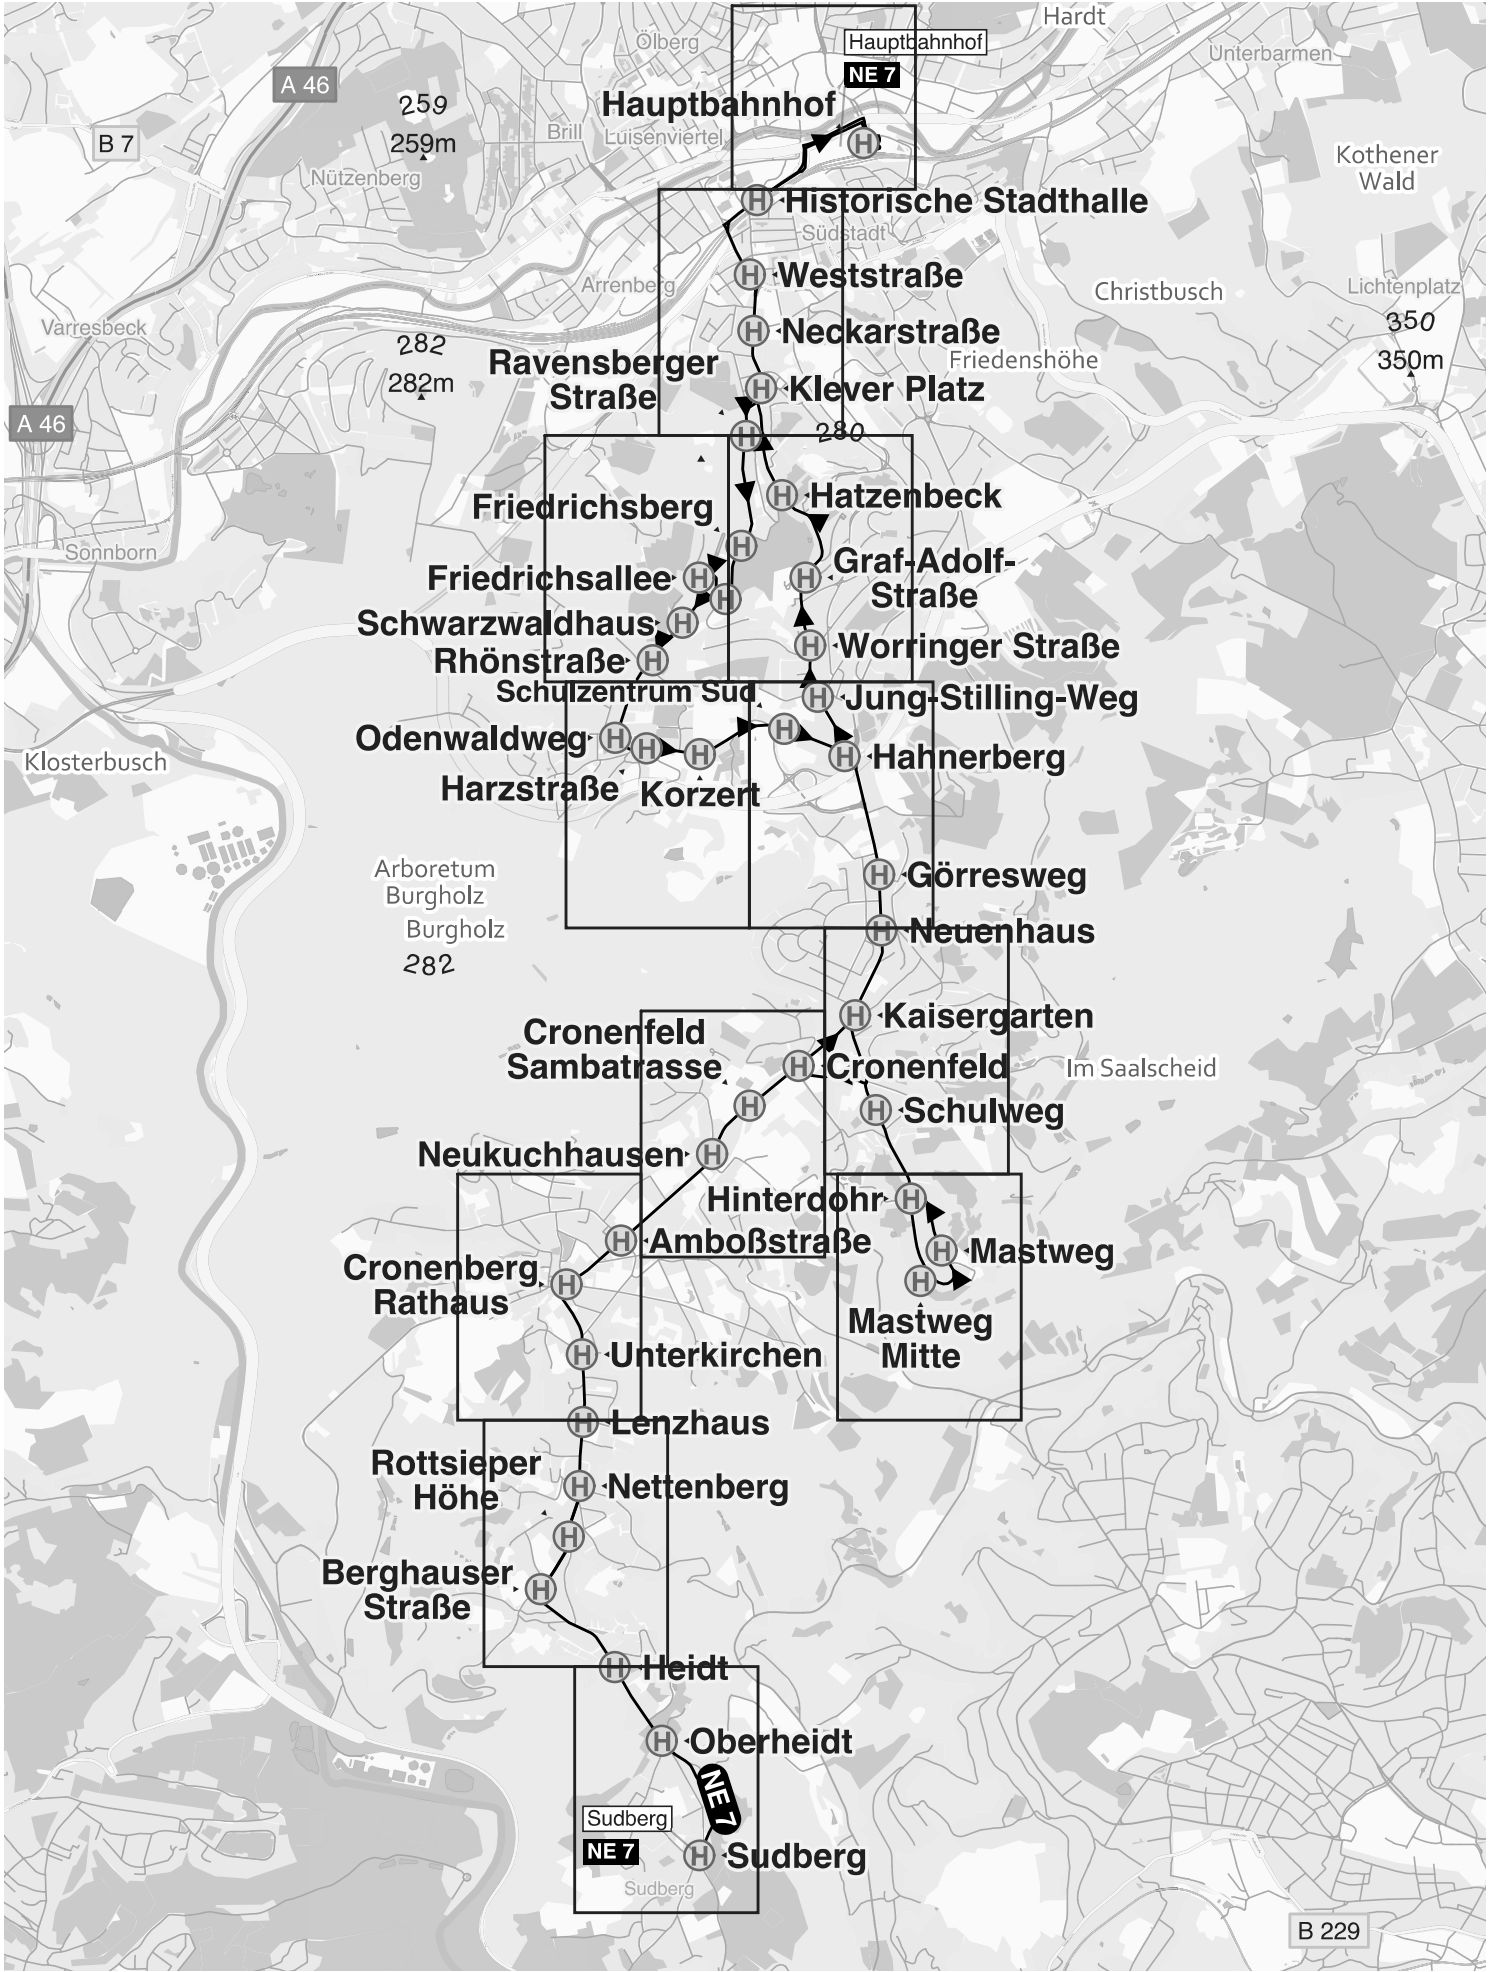 Hardt
Ölberg
Hauptbahnhof
Unterbarmen
A 46
NE 7
259
Hauptbahnhof
B 7
Brill
Luisenviertel
259m
H
Kothener
Wald
Nützenberg
H
Historische Stadthalle
Südstadt
H
Weststraße
Arrenberg
Christbusch
Lichtenplatz
350
Varresbeck
H
Neckarstraße
282
350m
Ravensberger
Straße
Friedenshöhe
282m
H
Klever Platz
A 46
H
280
H
Hatzenbeck
Friedrichsberg
H
Sonnborn
Graf-Adolf-
Straße
Friedrichsallee
H
H
H
Schwarzwaldhaus
H
Worringer Straße
H
Rhönstraße
H
Schulzentrum Süd
H
Jung-Stilling-Weg
Odenwaldweg
H
H
H
H
H
Hahnerberg
Klosterbusch
Harzstraße
Korzert
Arboretum
Burgholz
H
Görresweg
Burgholz
H
Neuenhaus
282
H
Kaisergarten
Cronenfeld
Sambatrasse
H
Cronenfeld
Im Saalscheid
H
H
Schulweg
Neukuchhausen
H
Hinterdohr
H
H
Amboßstraße
H
Mastweg
Cronenberg
Rathaus
H
H
Mastweg
Mitte
H
Unterkirchen
H
Lenzhaus
Rottsieper
Höhe
H
Nettenberg
H
Berghauser
Straße
H
H
Heidt
H
Oberheidt
NE 7
Sudberg
NE 7
H
Sudberg
Sudberg
B 229